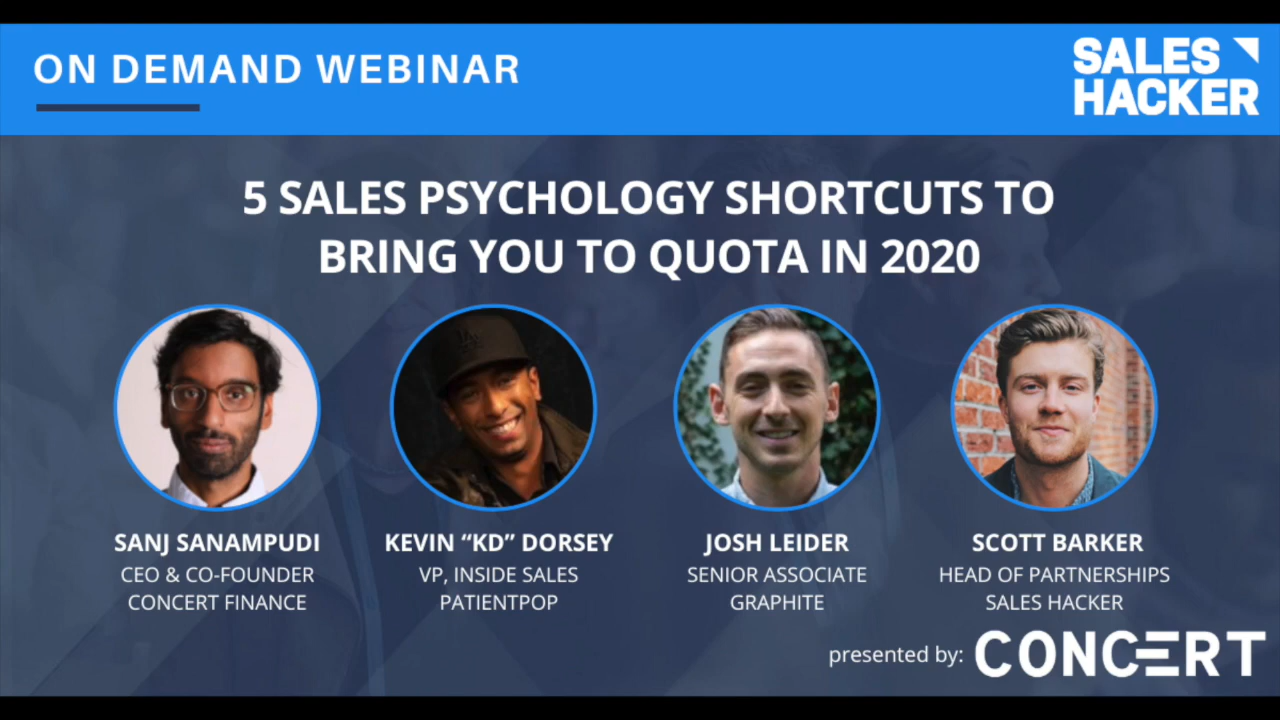 ON DEMAND WEBINAR
SALES
HACKER
5 SALES PSYCHOLOGY SHORTCUTS TO
BRING YOU TO QUOTA IN 2020
SANJ SANAMPUDI
CEO & CO-FOUNDER
CONCERT FINANCE
KEVIN “KD” DORSEY
VP, INSIDE SALES
PATIENTPOP
JOSH LEIDER
SENIOR ASSOCIATE
GRAPHITE
SCOTT BARKER
HEAD OF PARTNERSHIPS
SALES HACKER
presented by: CONCERT